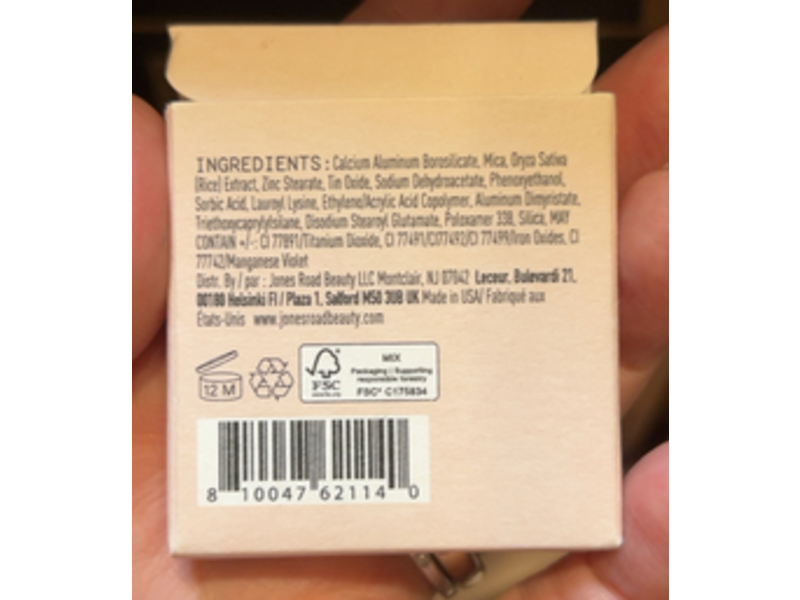 INGREDIENTS: Calcium Aluminum Borosilicate, Mica, Oryza Sativa
(Rice) Extract, Zinc Stearate, Tin Oxide, Sodium Dehydroacetate, Phenoxyethanol,
Sorbic Acid, Lauroyl Lysine, Ethylene/Acrylic Acid Copolymer, Aluminum Dimyristate,
Triethoxycaprylylsilane, Disodium Stearoyl Glutamate, Poloxamer 338, Silica, MAY
CONTAIN +/-: CI 77891/Titanium Dioxide, CI 77491/CI77492/CI 77499/Iron Oxides, CI
77742/Manganese Violet
Distr. By / par : Jones Road Beauty LLC Montclair, NJ 07042 Lecour, Bulevardi 21,
00180 Helsinki FI / Plaza 1, Salford M50 3UB UK Made in USA/ Fabriqué aux
États-Unis www.jonesroadbeauty.com
12 M
FSC
MIX
Packaging | Supporting
responsible forestry
FSC® C175834
8 10047 62114 0